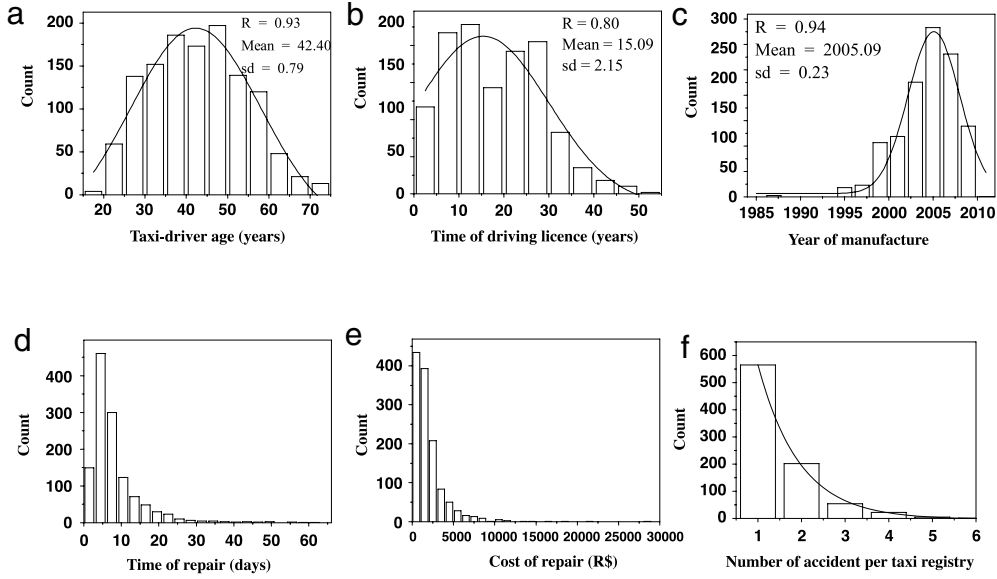 a
200
150
100
50
0
Count
20 30 40 50 60 70
Taxi-driver age (years)
R = 0.93
Mean = 42.40
sd = 0.79
b
200
150
100
50
0
Count
0 10 20 30 40 50
Time of driving licence (years)
R = 0.80
Mean = 15.09
sd = 2.15
c
300
250
200
150
100
50
0
Count
1985 1990 1995 2000 2005 2010
Year of manufacture
R = 0.94
Mean = 2005.09
sd = 0.23
d
400
300
200
100
0
Count
0 10 20 30 40 50 60
Time of repair (days)
e
400
300
200
100
0
Count
0 5000 10000 15000 20000 25000 30000
Cost of repair (R$)
f
600
500
400
300
200
100
0
Count
1 2 3 4 5 6
Number of accident per taxi registry